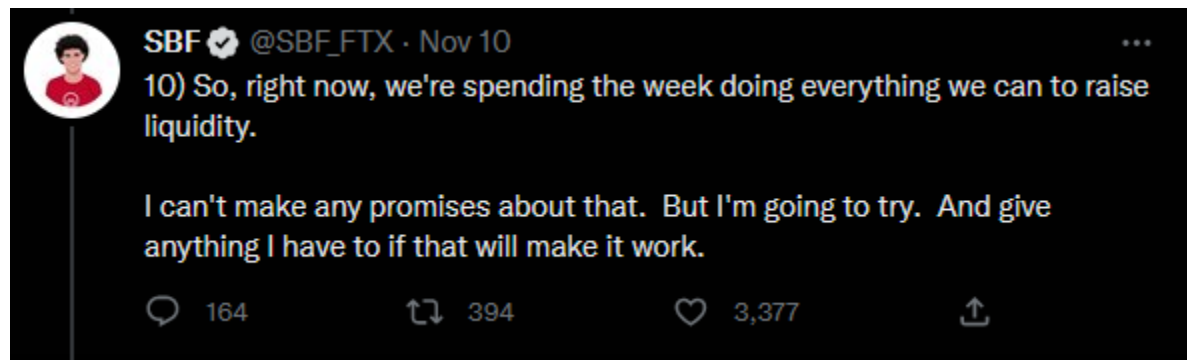 SBF @SBF_FTX · Nov 10
10) So, right now, we're spending the week doing everything we can to raise
liquidity.
I can't make any promises about that.  But I'm going to try.  And give
anything I have to if that will make it work.
164 394 3,377